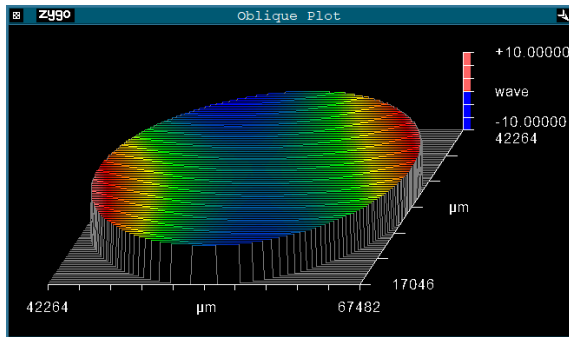 zygo Oblique Plot
+10.00000
wave
-10.00000
42264
µm
17046
42264 µm 67482